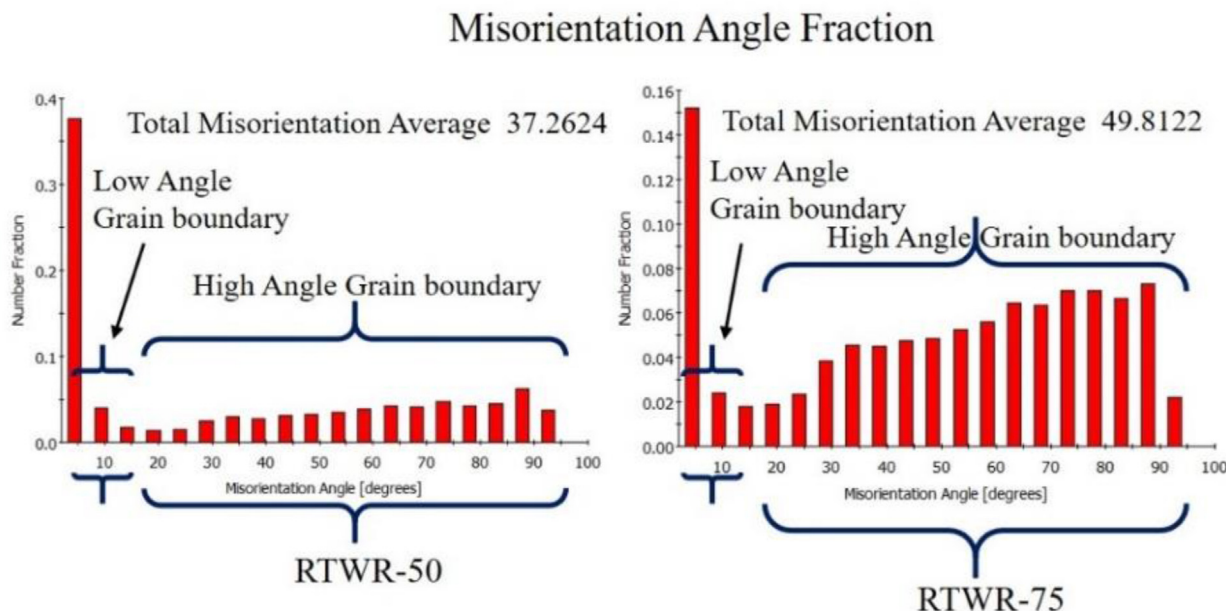 Misorientation Angle Fraction
0.4
0.3
0.2
0.1
0.0
Number Fraction
Total Misorientation Average 37.2624
Low Angle
Grain boundary
High Angle Grain boundary
10 20 30 40 50 60 70 80 90 100
Misorientation Angle [degrees]
RTWR-50
0.16
0.14
0.12
0.10
0.08
0.06
0.04
0.02
0.00
Number Fraction
Total Misorientation Average 49.8122
Low Angle
Grain boundary
High Angle Grain boundary
10 20 30 40 50 60 70 80 90 100
Misorientation Angle [degrees]
RTWR-75